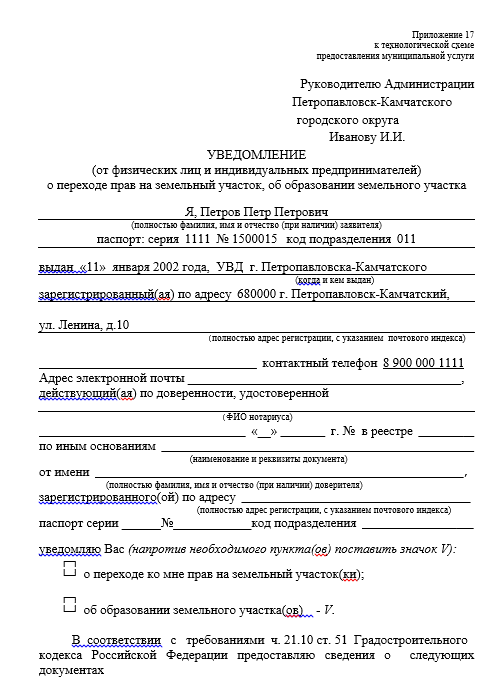 Приложение 17
к технологической схеме
предоставления муниципальной услуги
Руководителю Администрации
Петропавловск-Камчатского
городского округа
Иванову И.И.
УВЕДОМЛЕНИЕ
(от физических лиц и индивидуальных предпринимателей)
о переходе прав на земельный участок, об образовании земельного участка
Я, Петров Петр Петрович
(полностью фамилия, имя и отчество (при наличии) заявителя)
паспорт: серия 1111 № 1500015 код подразделения 011
выдан «11» января 2002 года, УВД г. Петропавловска-Камчатского
(когда и кем выдан)
зарегистрированный(ая) по адресу 680000 г. Петропавловск-Камчатский,
ул. Ленина, д.10
(полностью адрес регистрации, с указанием почтового индекса)
контактный телефон 8 900 000 1111
Адрес электронной почты ,
действующий(ая) по доверенности, удостоверенной
(ФИО нотариуса)
«__» _______ г. № в реестре
по иным основаниям
(наименование и реквизиты документа)
от имени ,
(полностью фамилия, имя и отчество (при наличии) доверителя)
зарегистрированного(ой) по адресу
(полностью адрес регистрации, с указанием почтового индекса)
паспорт серии ______№____________код подразделения
уведомляю Вас (напротив необходимого пункта(ов) поставить значок V):
о переходе ко мне прав на земельный участок(ки);
об образовании земельного участка(ов) - V.
В соответствии с требованиями ч. 21.10 ст. 51 Градостроительного
кодекса Российской Федерации предоставляю сведения о следующих
документах